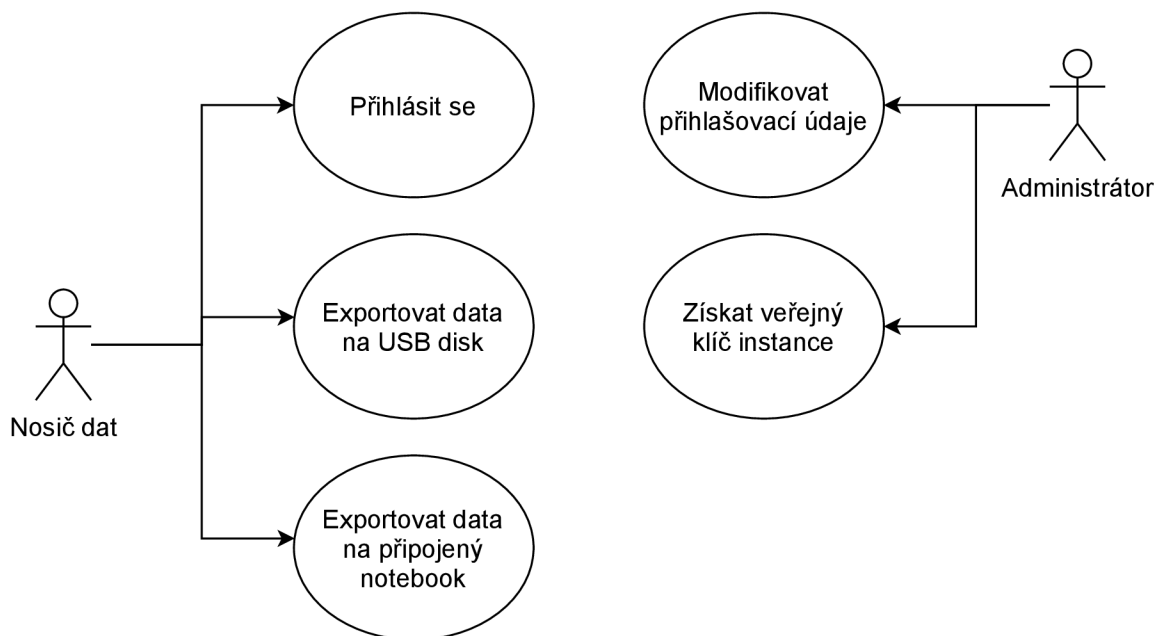 Přihlásit se
Modifikovat
přihlašovací údaje
Administrátor
Exportovat data
na USB disk
Získat veřejný
klíč instance
Nosič dat
Exportovat data
na připojený
notebook